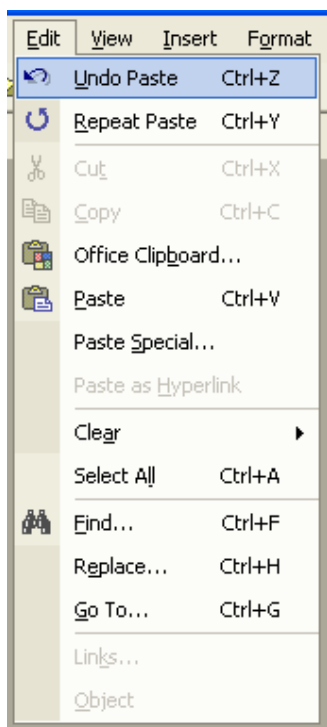 Edit View Insert Format
Undo Paste Ctrl+Z
Repeat Paste Ctrl+Y
Cut Ctrl+X
Copy Ctrl+C
Office Clipboard...
Paste Ctrl+V
Paste Special...
Paste as Hyperlink
Clear
Select All Ctrl+A
Find... Ctrl+F
Replace... Ctrl+H
Go To... Ctrl+G
Links...
Object